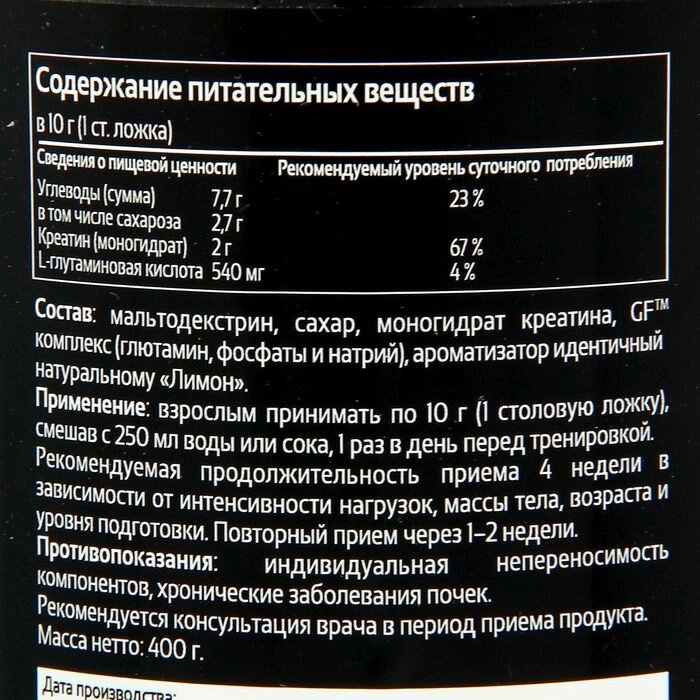 Содержание питательных веществ
в 10 г (1 ст. ложка)
Сведения о пищевой ценности Рекомендуемый уровень суточного потребления
Углеводы (сумма) 7,7 г 23 %
в том числе сахароза 2,7 г
Креатин (моногидрат) 2 г 67 %
L-глутаминовая кислота 540 мг 4 %
Состав: мальтодекстрин, сахар, моногидрат креатина, GF™
комплекс (глютамин, фосфаты и натрий), ароматизатор идентичный
натуральному «Лимон».
Применение: взрослым принимать по 10 г (1 столовую ложку),
смешав с 250 мл воды или сока, 1 раз в день перед тренировкой.
Рекомендуемая продолжительность приема 4 недели в
зависимости от интенсивности нагрузок, массы тела, возраста и
уровня подготовки. Повторный прием через 1–2 недели.
Противопоказания: индивидуальная непереносимость
компонентов, хронические заболевания почек.
Рекомендуется консультация врача в период приема продукта.
Масса нетто: 400 г.
Дата производства: